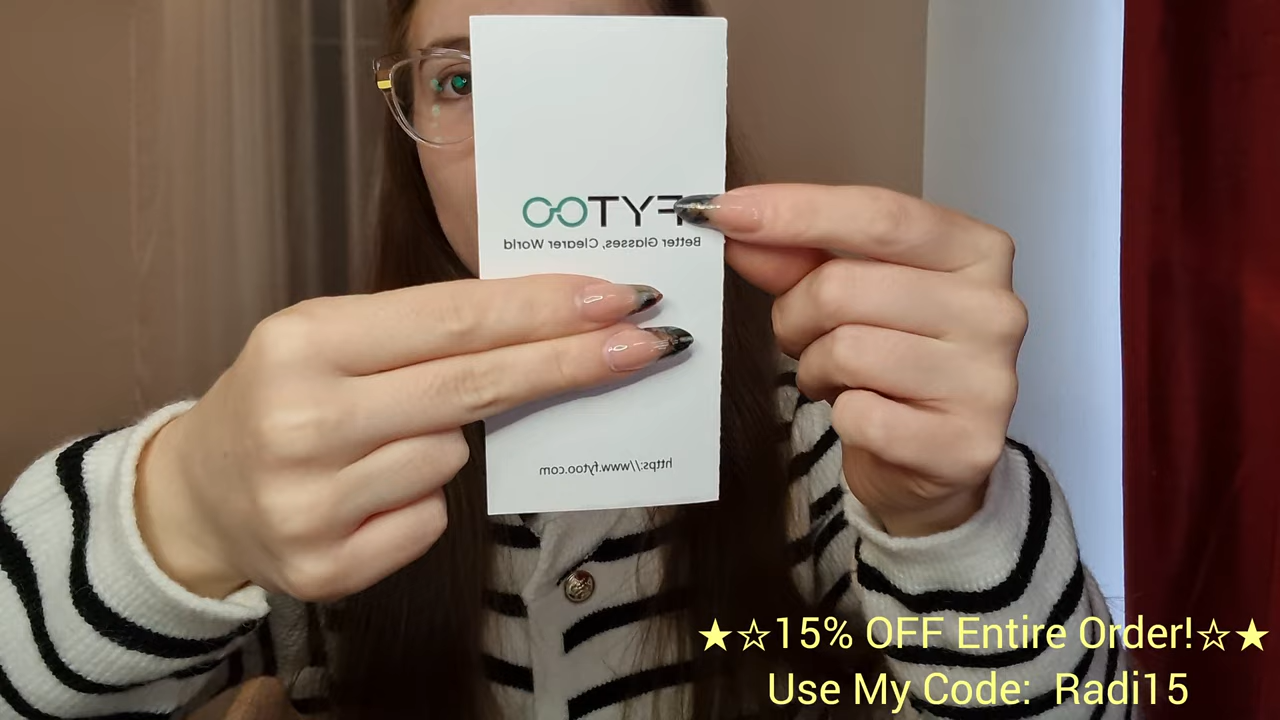 FYTOO
Better Glasses, Clearer World
https://www.fytoo.com
★☆15% OFF Entire Order!☆★
Use My Code: Radi15